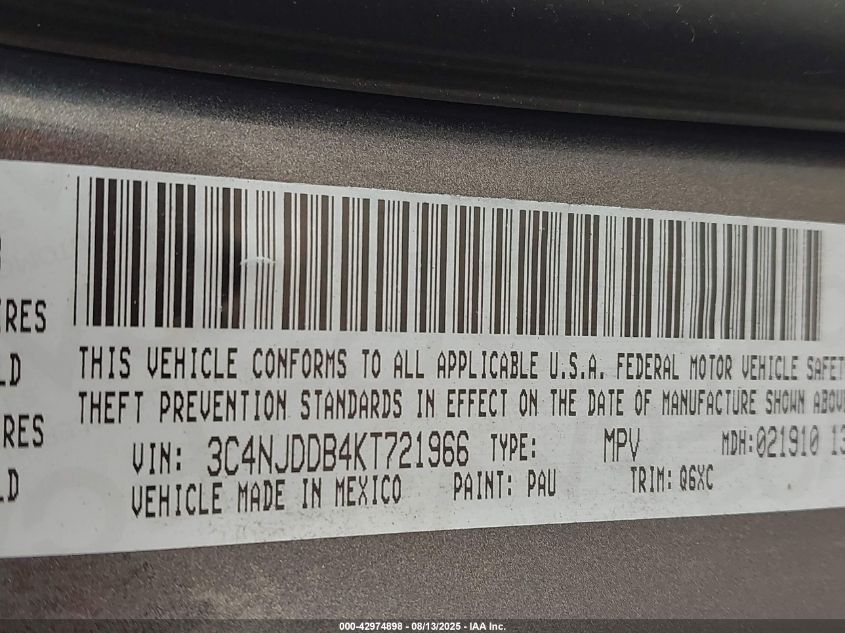 THIS VEHICLE CONFORMS TO ALL APPLICABLE U.S.A. FEDERAL MOTOR VEHICLE SAFET
THEFT PREVENTION STANDARDS IN EFFECT ON THE DATE OF MANUFACTURE SHOWN ABOV
VIN: 3C4NJDDB4KT721966 TYPE: MPV MDH:021910 13
VEHICLE MADE IN MEXICO PAINT: PAU TRIM: Q6XC
RES
LD
RES
LD
000-42974898 - 08/13/2025 - IAA Inc.